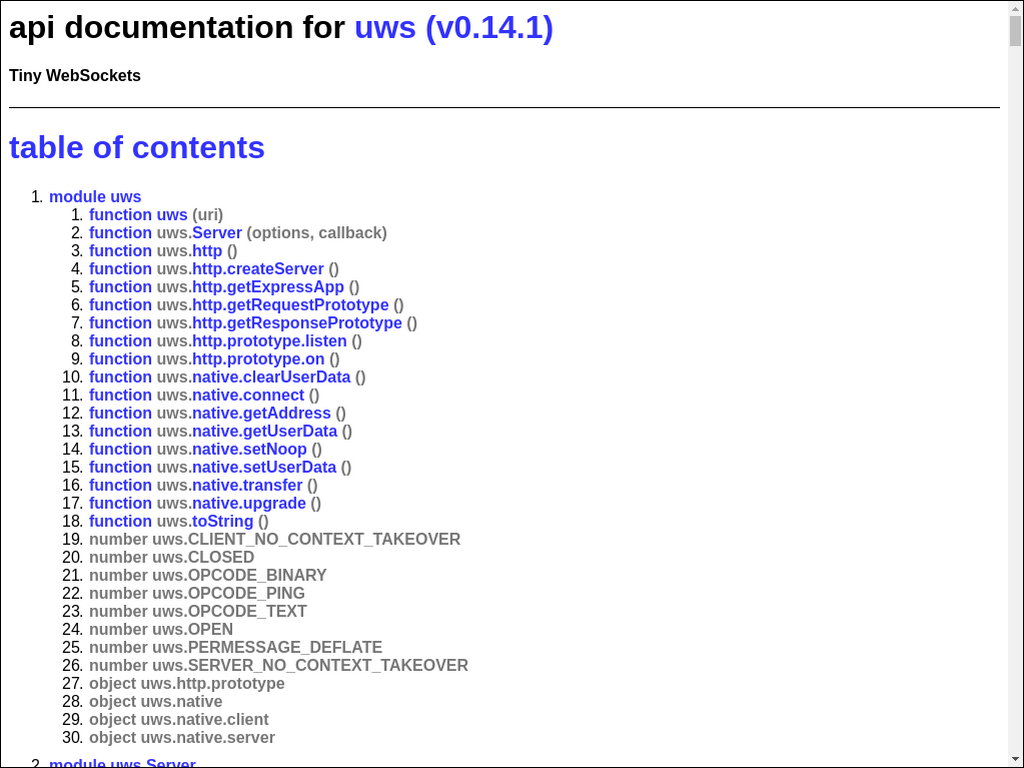 api documentation for uws (v0.14.1)
Tiny WebSockets
table of contents
1. module uws
1. function uws (uri)
2. function uws.Server (options, callback)
3. function uws.http ()
4. function uws.http.createServer ()
5. function uws.http.getExpressApp ()
6. function uws.http.getRequestPrototype ()
7. function uws.http.getResponsePrototype ()
8. function uws.http.prototype.listen ()
9. function uws.http.prototype.on ()
10. function uws.native.clearUserData ()
11. function uws.native.connect ()
12. function uws.native.getAddress ()
13. function uws.native.getUserData ()
14. function uws.native.setNoop ()
15. function uws.native.setUserData ()
16. function uws.native.transfer ()
17. function uws.native.upgrade ()
18. function uws.toString ()
19. number uws.CLIENT_NO_CONTEXT_TAKEOVER
20. number uws.CLOSED
21. number uws.OPCODE_BINARY
22. number uws.OPCODE_PING
23. number uws.OPCODE_TEXT
24. number uws.OPEN
25. number uws.PERMESSAGE_DEFLATE
26. number uws.SERVER_NO_CONTEXT_TAKEOVER
27. object uws.http.prototype
28. object uws.native
29. object uws.native.client
30. object uws.native.server
2. module uws.Server